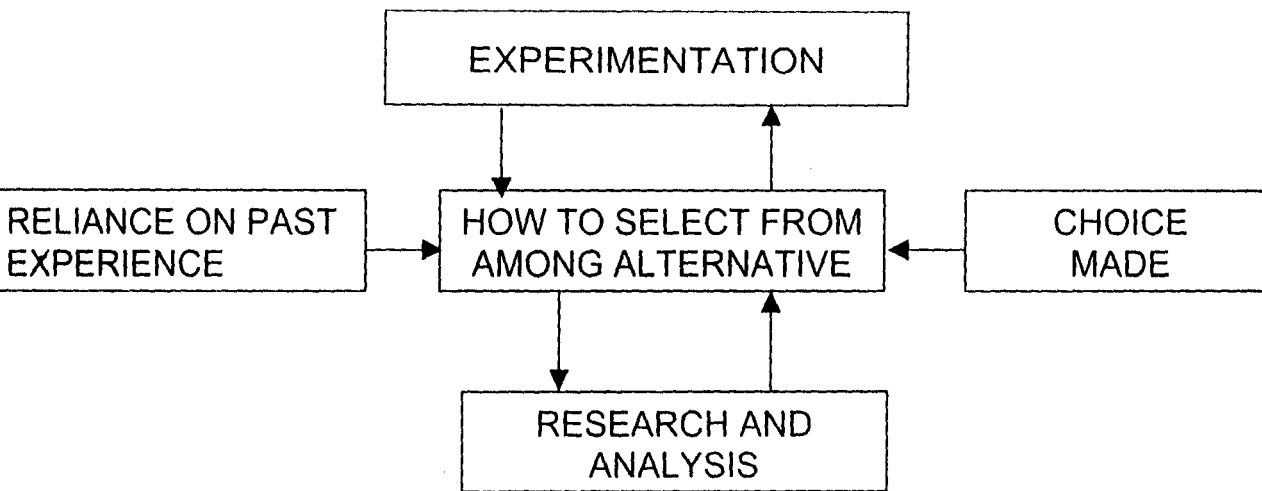 EXPERIMENTATION
RELIANCE ON PAST
EXPERIENCE
HOW TO SELECT FROM
AMONG ALTERNATIVE
CHOICE
MADE
RESEARCH AND
ANALYSIS